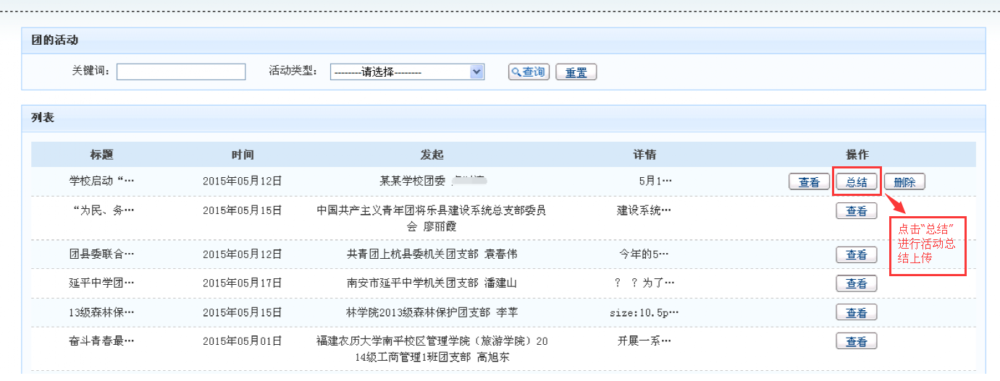 团的活动
关键词： 活动类型： --------请选择-------- 查询 重置
列表
标题 时间 发起 详情 操作
学校启动“… 2015年05月12日 某某学校团委 5月1… 查看 总结 删除
“为民、务… 2015年05月15日 中国共产主义青年团将乐县建设系统总支部委员 建设系统… 查看
会 廖丽霞
点击“总结”
进行活动总
结上传
团县委联合… 2015年05月12日 共青团上杭县委机关团支部 袁春伟 今年的5… 查看
延平中学团… 2015年05月17日 南安市延平中学机关团支部 潘建山 ？ ？为了… 查看
13级森林保… 2015年05月15日 林学院2013级森林保护团支部 李苹 size:10.5p… 查看
奋斗青春最… 2015年05月01日 福建农历大学南平校区管理学院（旅游学院）20 开展一系… 查看
14级工商管理1班团支部 高旭东